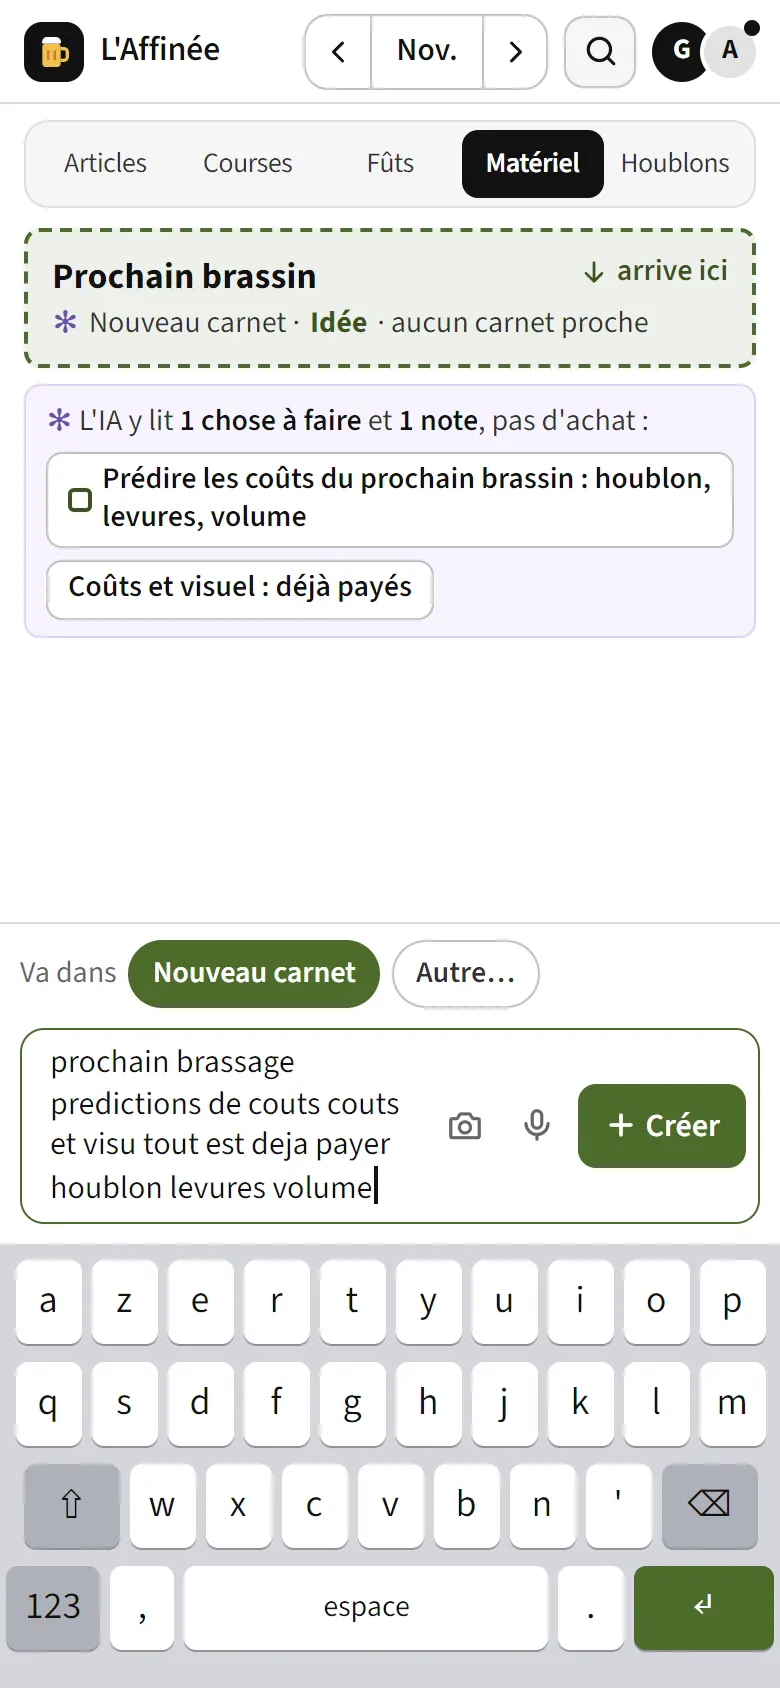 L'Affinée
Nov.
G
A
Articles
Courses
Fûts
Matériel
Houblons
Prochain brassin
↓ arrive ici
✻ Nouveau carnet · Idée · aucun carnet proche
✻ L'IA y lit 1 chose à faire et 1 note, pas d'achat :
Prédire les coûts du prochain brassin : houblon,
levures, volume
Coûts et visuel : déjà payés
Va dans
Nouveau carnet
Autre...
prochain brassage
predictions de couts couts
et visu tout est deja payer
houblon levures volume
+ Créer
a z e r t y u i o p
q s d f g h j k l m
⇧ w x c v b n ' ⌫
123 , espace . ↵